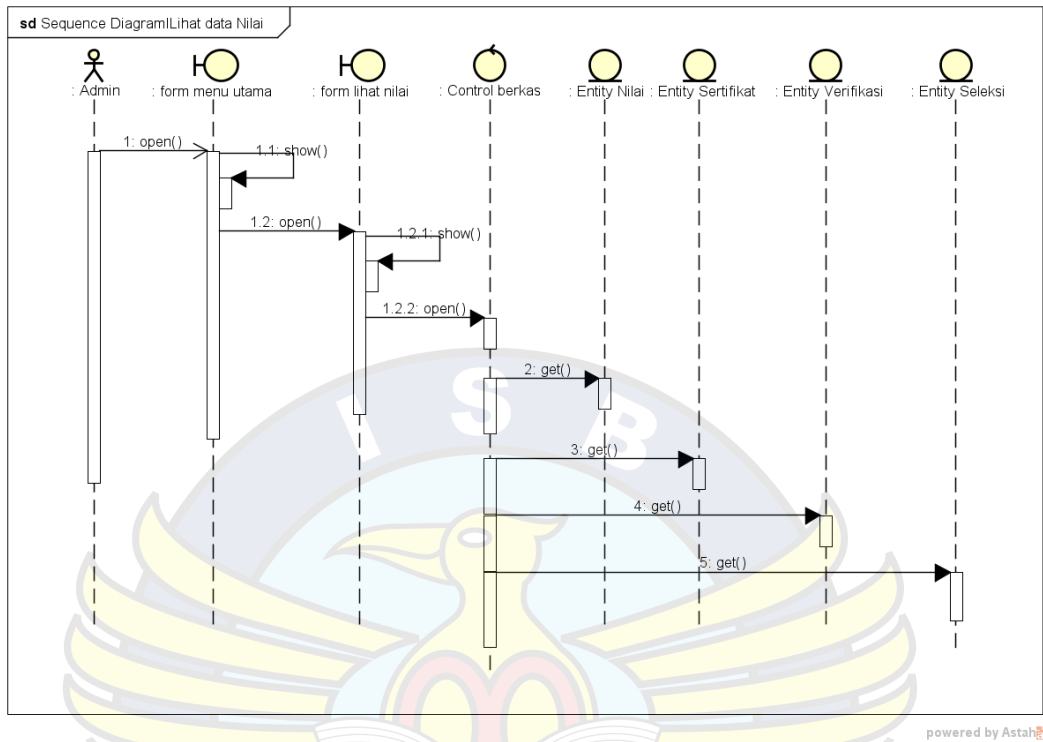 sd Sequence Diagram|Lihat data Nilai
: Admin
: form menu utama
: form lihat nilai
: Control berkas
: Entity Nilai
: Entity Sertifikat
: Entity Verifikasi
: Entity Seleksi
1: open()
1.1: show()
1.2: open()
1.2.1: show()
1.2.2: open()
2: get()
3: get()
4: get()
5: get()
I S B
powered by Astah